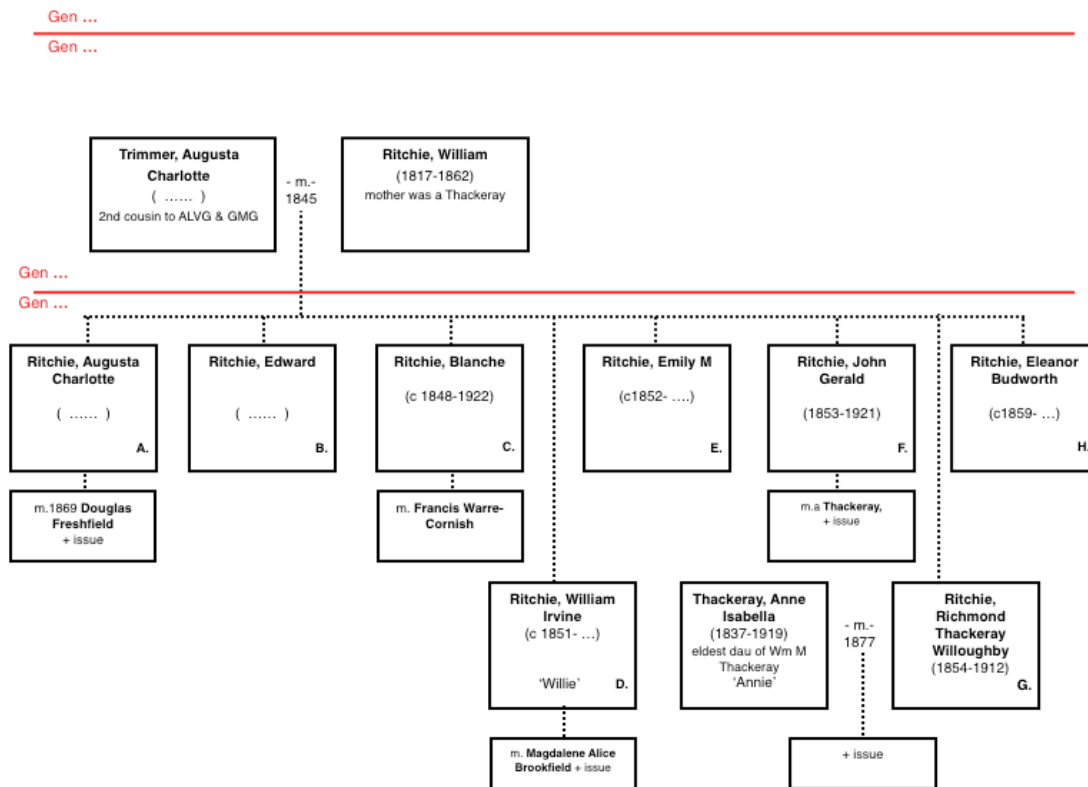 Gen ...
Gen ...
Trimmer, Augusta
Charlotte
( ...... )
2nd cousin to ALVG & GMG
- m.-
1845
Ritchie, William
(1817-1862)
mother was a Thackeray
Gen ...
Gen ...
Ritchie, Augusta
Charlotte
( ...... )
A.
Ritchie, Edward
( ...... )
B.
Ritchie, Blanche
(c 1848-1922)
C.
Ritchie, Emily M
(c1852- ....)
E.
Ritchie, John
Gerald
(1853-1921)
F.
Ritchie, Eleanor
Budworth
(c1859- ...)
H.
m.1869 Douglas
Freshfield
+ issue
m. Francis Warre-
Cornish
m.a Thackeray,
+ issue
Ritchie, William
Irvine
(c 1851- ...)
'Willie' D.
Thackeray, Anne
Isabella
(1837-1919)
eldest dau of Wm M
Thackeray
'Annie'
- m.-
1877
Ritchie,
Richmond
Thackeray
Willoughby
(1854-1912)
G.
m. Magdalene Alice
Brookfield + issue
+ issue